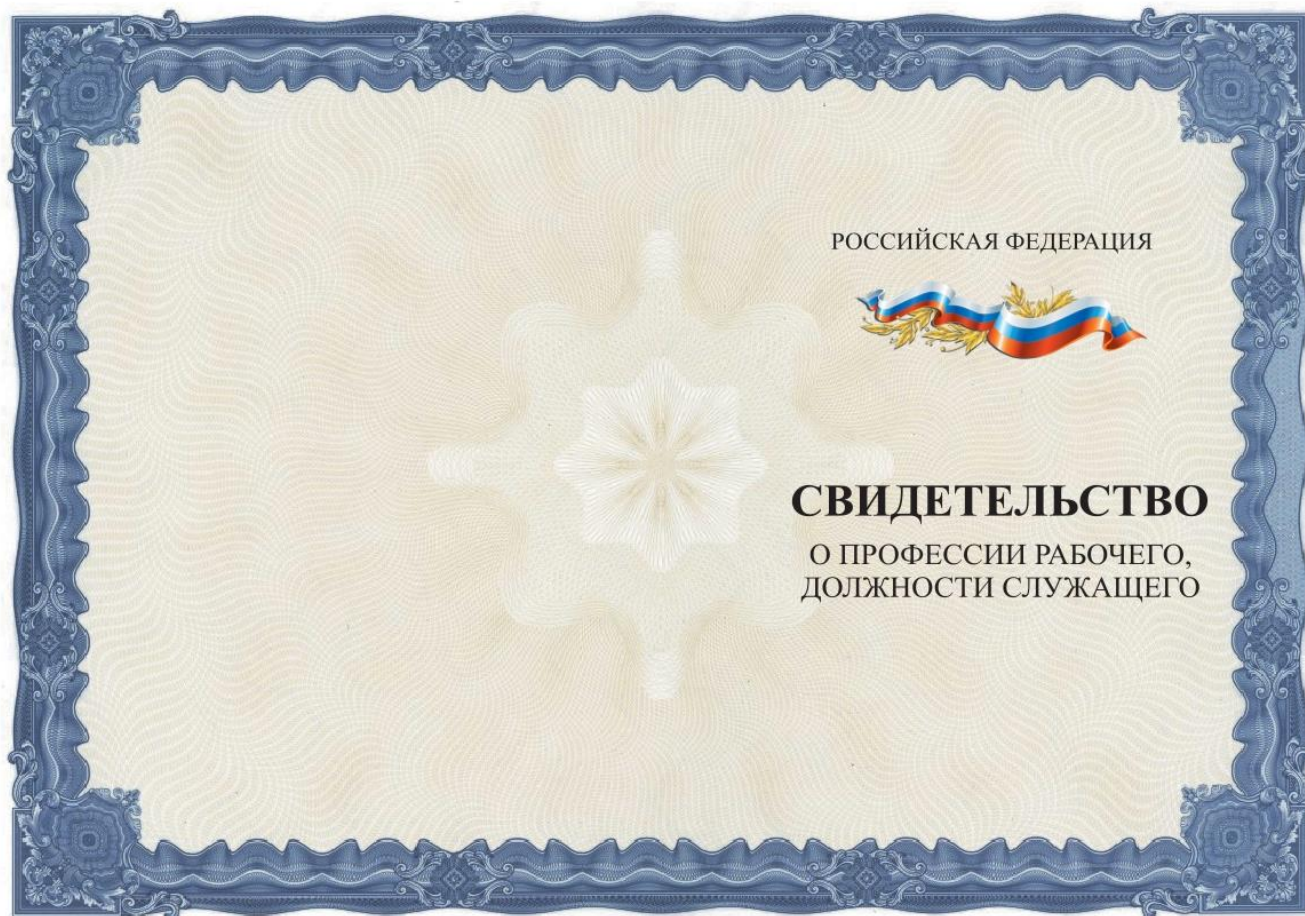 РОССИЙСКАЯ ФЕДЕРАЦИЯ
СВИДЕТЕЛЬСТВО
О ПРОФЕССИИ РАБОЧЕГО,
ДОЛЖНОСТИ СЛУЖАЩЕГО